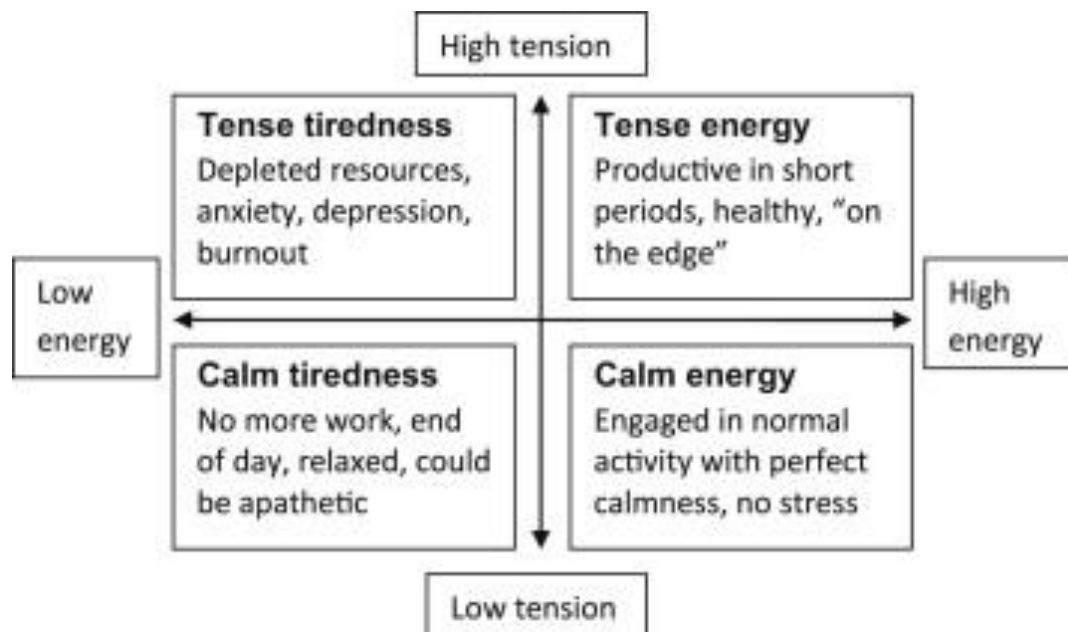 High tension
Tense tiredness
Depleted resources,
anxiety, depression,
burnout
Tense energy
Productive in short
periods, healthy, “on
the edge”
Low
energy
High
energy
Calm tiredness
No more work, end
of day, relaxed, could
be apathetic
Calm energy
Engaged in normal
activity with perfect
calmness, no stress
Low tension